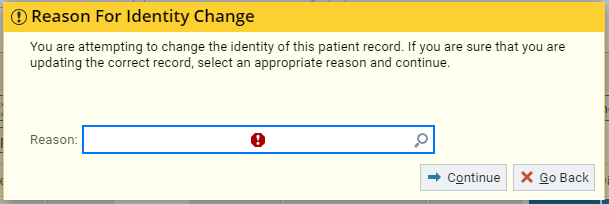 Reason For Identity Change
You are attempting to change the identity of this patient record. If you are sure that you are
updating the correct record, select an appropriate reason and continue.
Reason:
Continue
Go Back